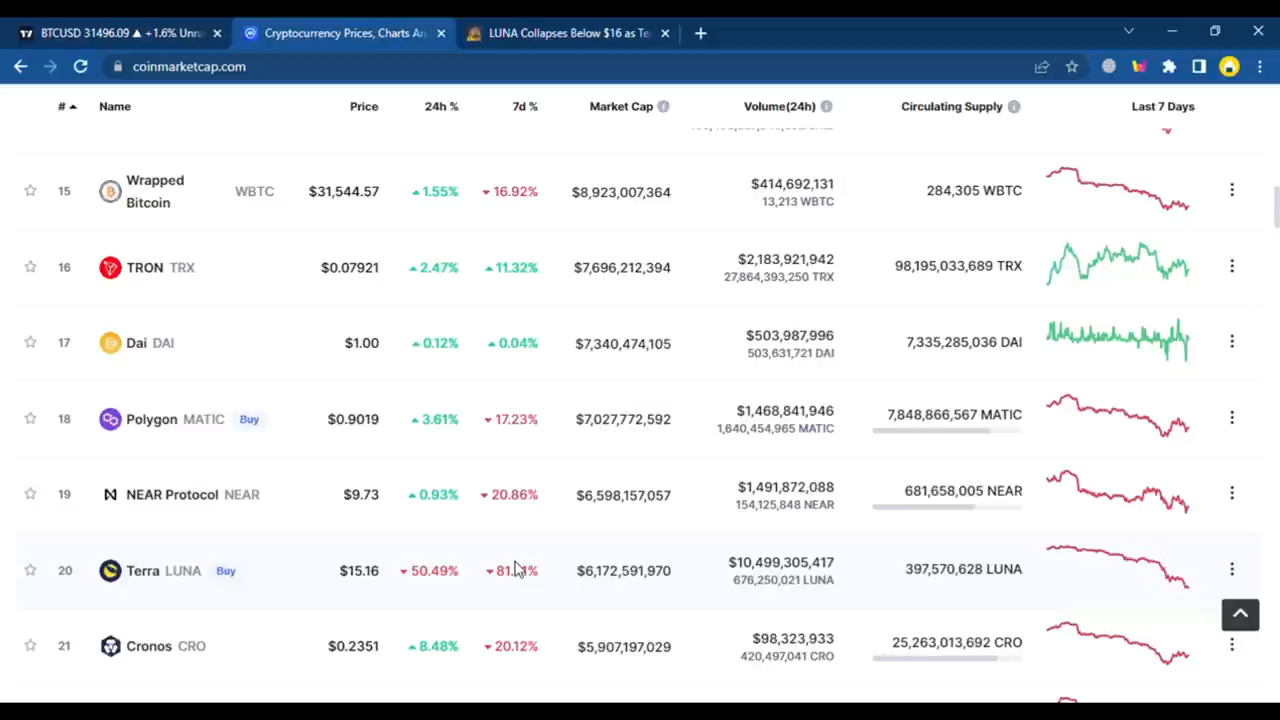 BTCUSD 31496.09 ▲ +1.6% Unna
Cryptocurrency Prices, Charts An
LUNA Collapses Below $16 as Te
coinmarketcap.com
# Name Price 24h % 7d % Market Cap Volume(24h) Circulating Supply Last 7 Days
15 Wrapped Bitcoin WBTC $31,544.57 1.55% 16.92% $8,923,007,364 $414,692,131 284,305 WBTC
13,213 WBTC
16 TRON TRX $0.07921 2.47% 11.32% $7,696,212,394 $2,183,921,942 98,195,033,689 TRX
27,864,393,250 TRX
17 Dai DAI $1.00 0.12% 0.04% $7,340,474,105 $503,987,996 7,335,285,036 DAI
503,631,721 DAI
18 Polygon MATIC Buy $0.9019 3.61% 17.23% $7,027,772,592 $1,468,841,946 7,848,866,567 MATIC
1,640,454,965 MATIC
19 NEAR Protocol NEAR $9.73 0.93% 20.86% $6,598,157,057 $1,491,872,088 681,658,005 NEAR
154,125,848 NEAR
20 Terra LUNA Buy $15.16 50.49% $6,172,591,970 $10,499,305,417 397,570,628 LUNA
676,250,021 LUNA
21 Cronos CRO $0.2351 8.48% 20.12% $5,907,197,029 $98,323,933 25,263,013,692 CRO
420,497,041 CRO